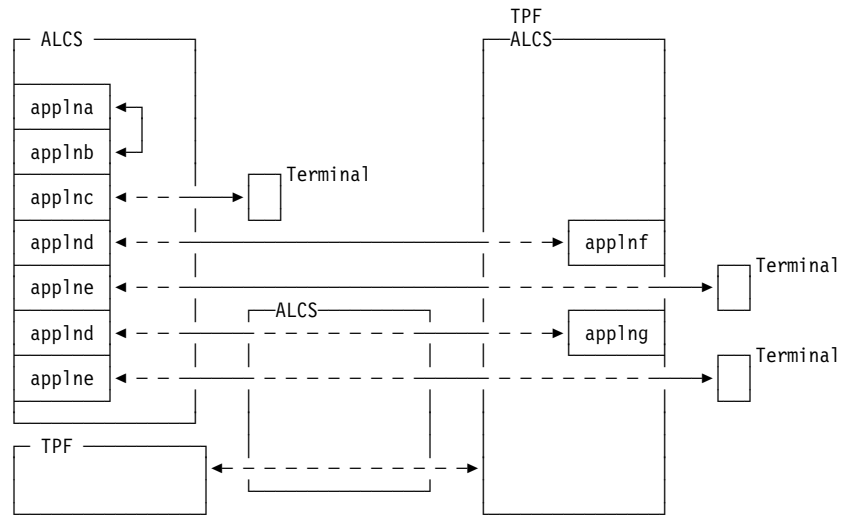 TPF
ALCS
ALCS
applna
applnb
applnc
Terminal
applnd
applnf
applne
Terminal
ALCS
applnd
applng
applne
Terminal
TPF